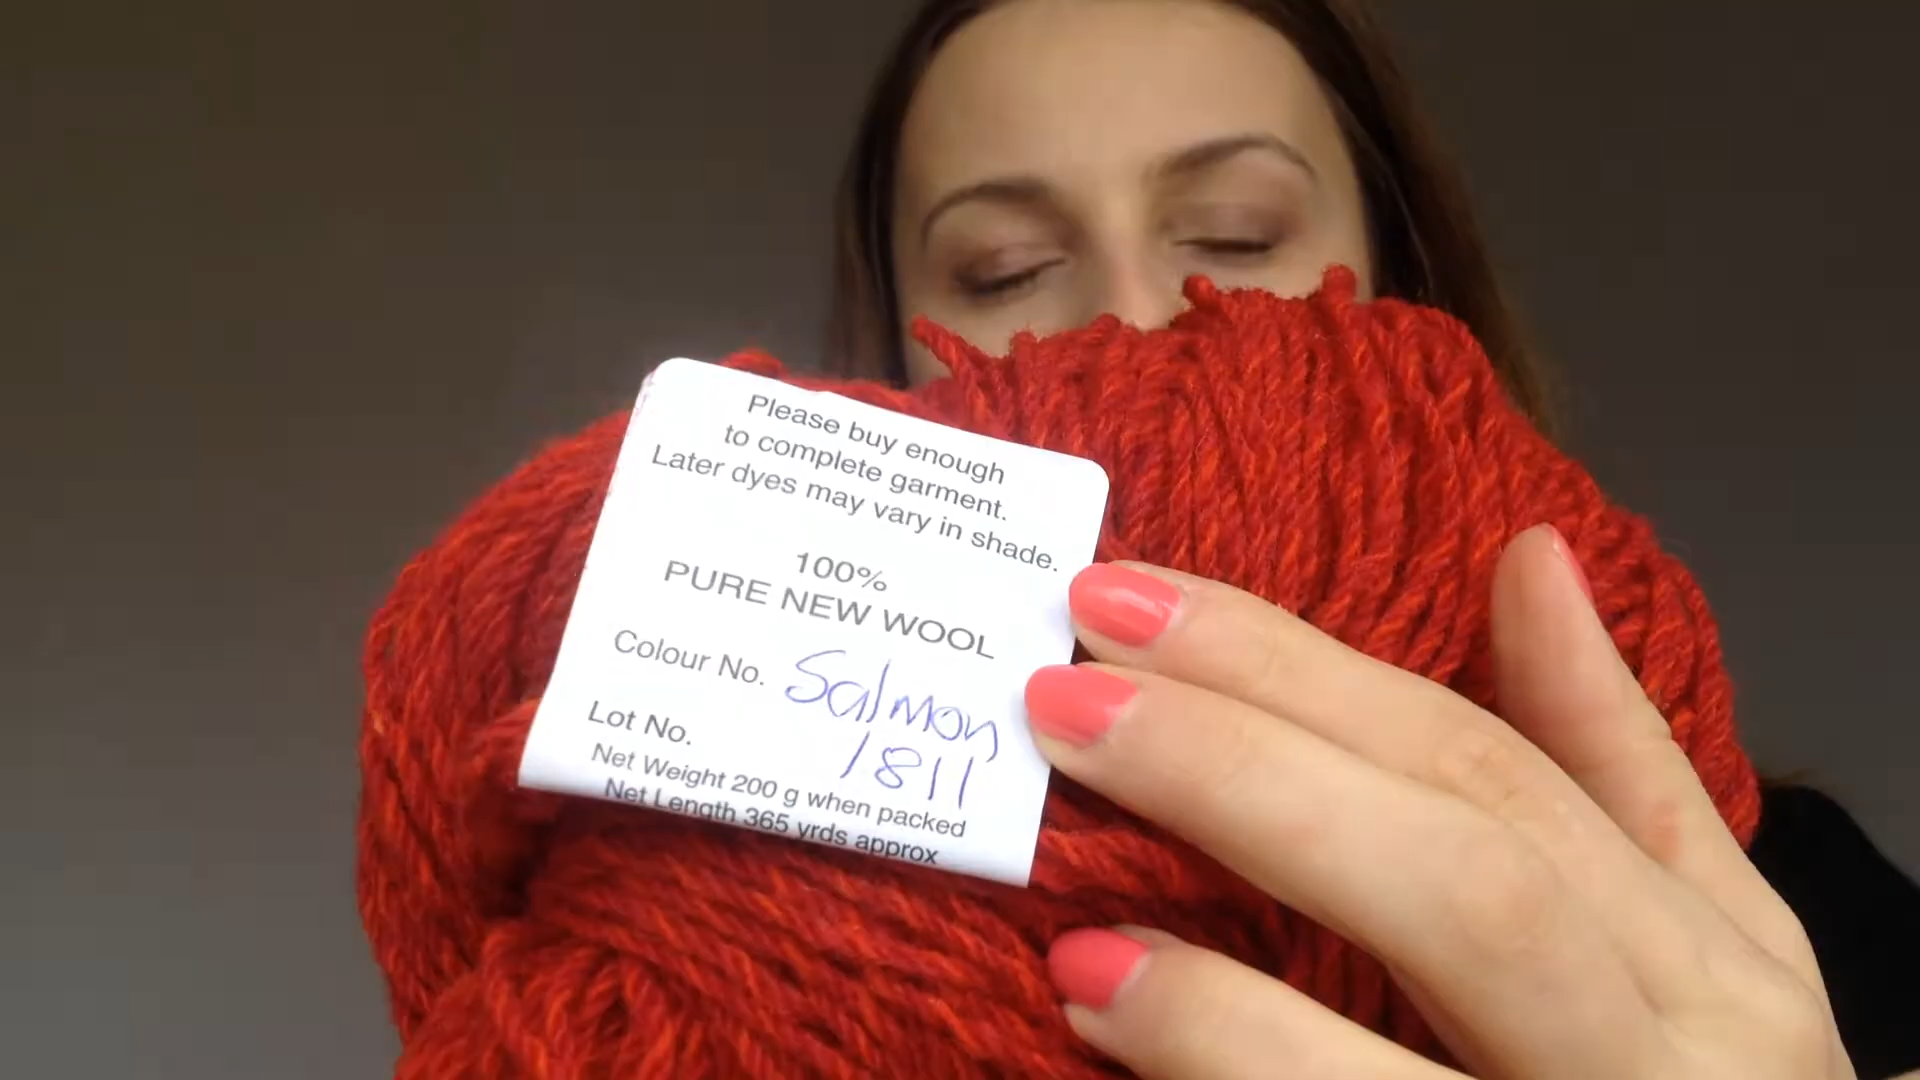 Please buy enough
to complete garment.
Later dyes may vary in shade.
100%
PURE NEW WOOL
Colour No. Salmon
1811
Lot No.
Net Weight 200 g when packed
Net Length 365 yrds approx